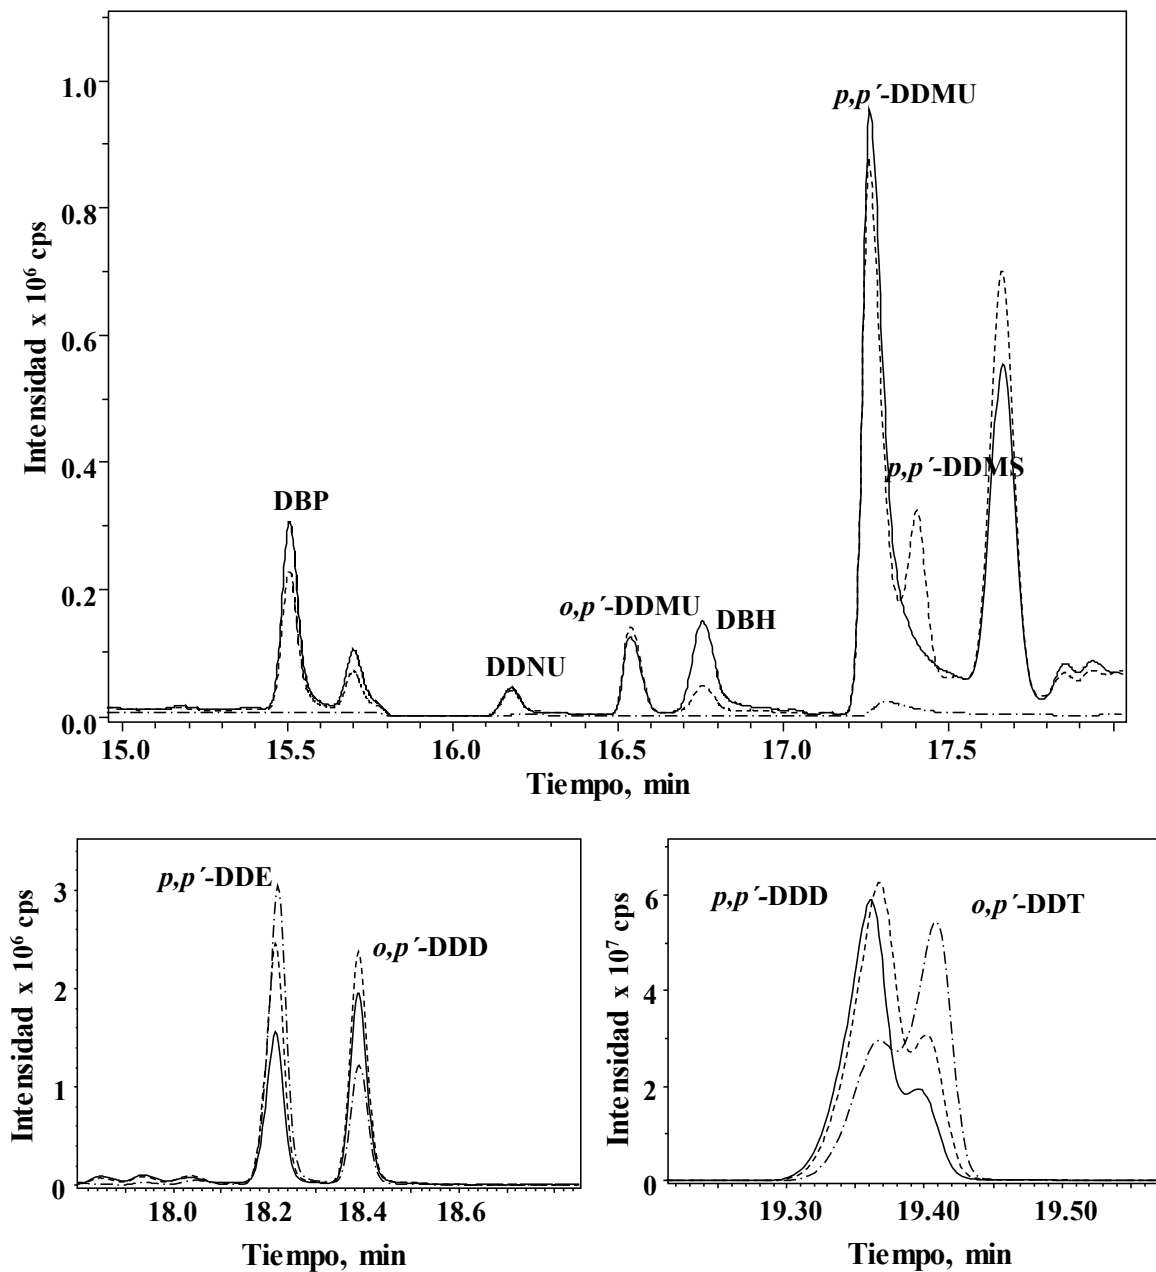 Intensidad x 10⁶ cps
1.0
0.8
0.6
0.4
0.2
0.0
p,p´-DDMU
p,p´-DDMS
DBP
o,p´-DDMU
DBH
DDNU
15.0 15.5 16.0 16.5 17.0 17.5
Tiempo, min
Intensidad x 10⁶ cps
3
2
1
0
p,p´-DDE
o,p´-DDD
18.0 18.2 18.4 18.6
Tiempo, min
Intensidad x 10⁷ cps
6
4
2
0
p,p´-DDD
o,p´-DDT
19.30 19.40 19.50
Tiempo, min